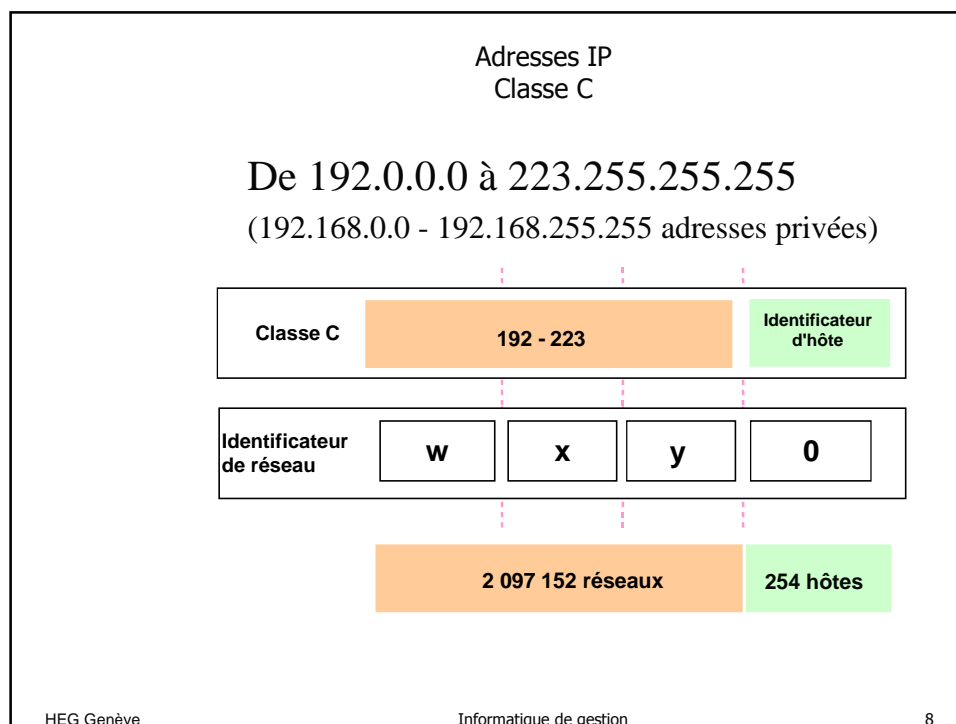 Adresses IP
Classe C
De 192.0.0.0 à 223.255.255.255
(192.168.0.0 - 192.168.255.255 adresses privées)
Classe C
192 - 223
Identificateur
d'hôte
Identificateur
de réseau
w
x
y
0
2 097 152 réseaux
254 hôtes
HEG Genève
Informatique de gestion
8